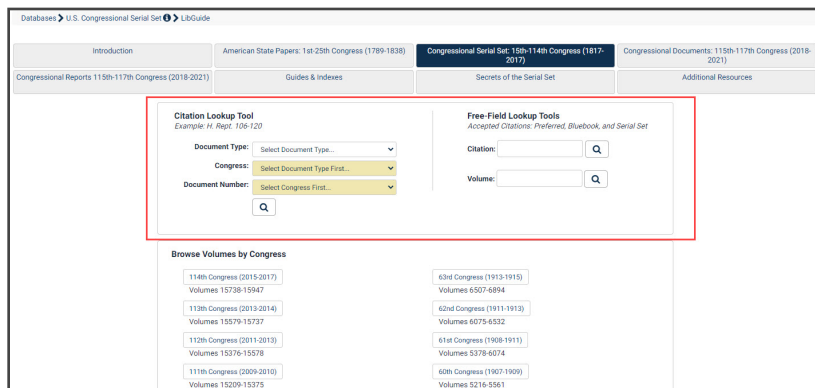 Databases > U.S. Congressional Serial Set > LibGuide
Introduction
American State Papers: 1st-25th Congress (1789-1838)
Congressional Serial Set: 15th-114th Congress (1817-
2017)
Congressional Documents: 115th-117th Congress (2018-
2021)
Congressional Reports 115th-117th Congress (2018-2021)
Guides & Indexes
Secrets of the Serial Set
Additional Resources
Citation Lookup Tool
Example: H. Rept. 106-120
Document Type: Select Document Type...
Congress: Select Document Type First...
Document Number: Select Congress First...
Free-Field Lookup Tools
Accepted Citations: Preferred, Bluebook, and Serial Set
Citation:
Volume:
Browse Volumes by Congress
114th Congress (2015-2017)
Volumes 15738-15947
113th Congress (2013-2014)
Volumes 15579-15737
112th Congress (2011-2013)
Volumes 15376-15578
111th Congress (2009-2010)
Volumes 15209-15375
63rd Congress (1913-1915)
Volumes 6507-6894
62nd Congress (1911-1913)
Volumes 6075-6532
61st Congress (1908-1911)
Volumes 5378-6074
60th Congress (1907-1909)
Volumes 5216-5561